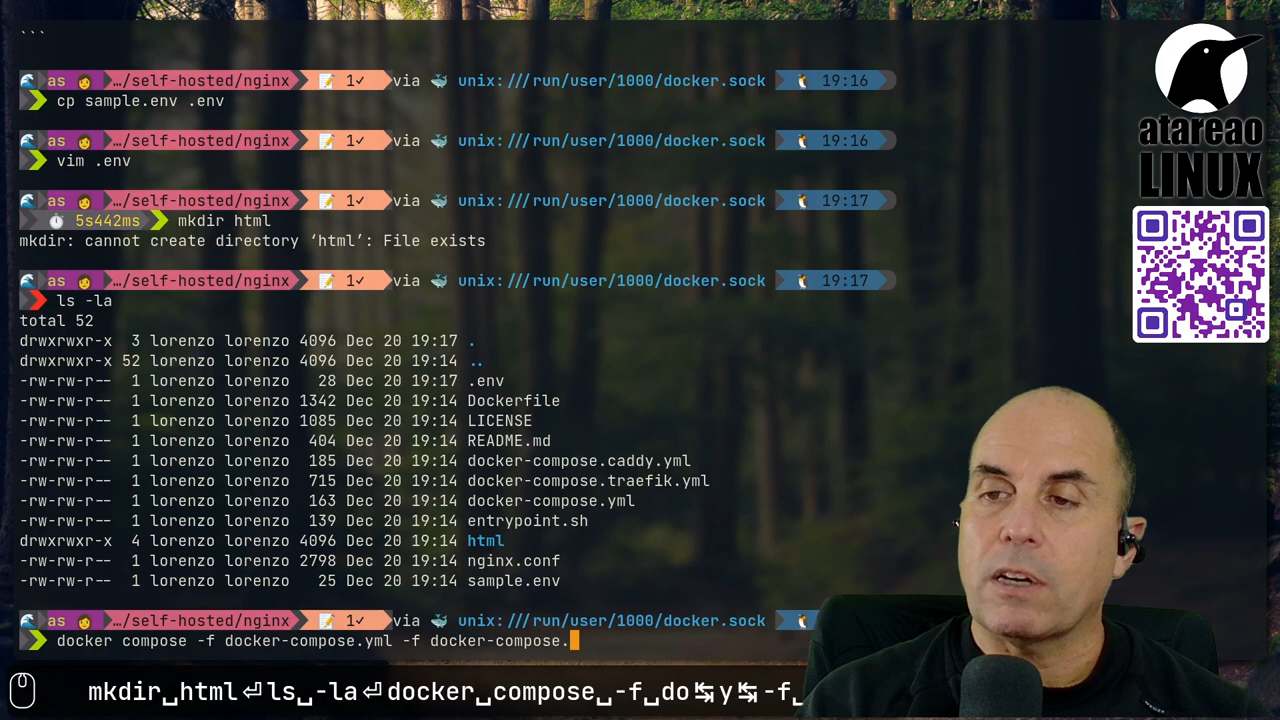 ```
as …/self-hosted/nginx 1✓ via unix:///run/user/1000/docker.sock 19:16
cp sample.env .env
as …/self-hosted/nginx 1✓ via unix:///run/user/1000/docker.sock 19:16
vim .env
as …/self-hosted/nginx 1✓ via unix:///run/user/1000/docker.sock 19:17
5s442ms mkdir html
mkdir: cannot create directory ‘html’: File exists
as …/self-hosted/nginx 1✓ via unix:///run/user/1000/docker.sock 19:17
ls -la
total 52
drwxrwxr-x  3 lorenzo lorenzo 4096 Dec 20 19:17 .
drwxrwxr-x 52 lorenzo lorenzo 4096 Dec 20 19:14 ..
-rw-rw-r--  1 lorenzo lorenzo   28 Dec 20 19:17 .env
-rw-rw-r--  1 lorenzo lorenzo 1342 Dec 20 19:14 Dockerfile
-rw-rw-r--  1 lorenzo lorenzo 1085 Dec 20 19:14 LICENSE
-rw-rw-r--  1 lorenzo lorenzo  404 Dec 20 19:14 README.md
-rw-rw-r--  1 lorenzo lorenzo  185 Dec 20 19:14 docker-compose.caddy.yml
-rw-rw-r--  1 lorenzo lorenzo  715 Dec 20 19:14 docker-compose.traefik.yml
-rw-rw-r--  1 lorenzo lorenzo  163 Dec 20 19:14 docker-compose.yml
-rw-rw-r--  1 lorenzo lorenzo  139 Dec 20 19:14 entrypoint.sh
drwxrwxr-x  4 lorenzo lorenzo 4096 Dec 20 19:14 html
-rw-rw-r--  1 lorenzo lorenzo 2798 Dec 20 19:14 nginx.conf
-rw-rw-r--  1 lorenzo lorenzo   25 Dec 20 19:14 sample.env
as …/self-hosted/nginx 1✓ via unix:///run/user/1000/docker.sock
docker compose -f docker-compose.yml -f docker-compose.
mkdir␣html⏎ls␣-la⏎docker␣compose␣-f␣do↹y↹-f␣
atareao
LINUX